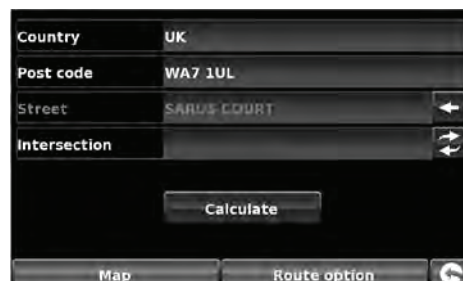 Country UK
Post code WA7 1UL
Street SARUS COURT
Intersection
Calculate
Map Route option